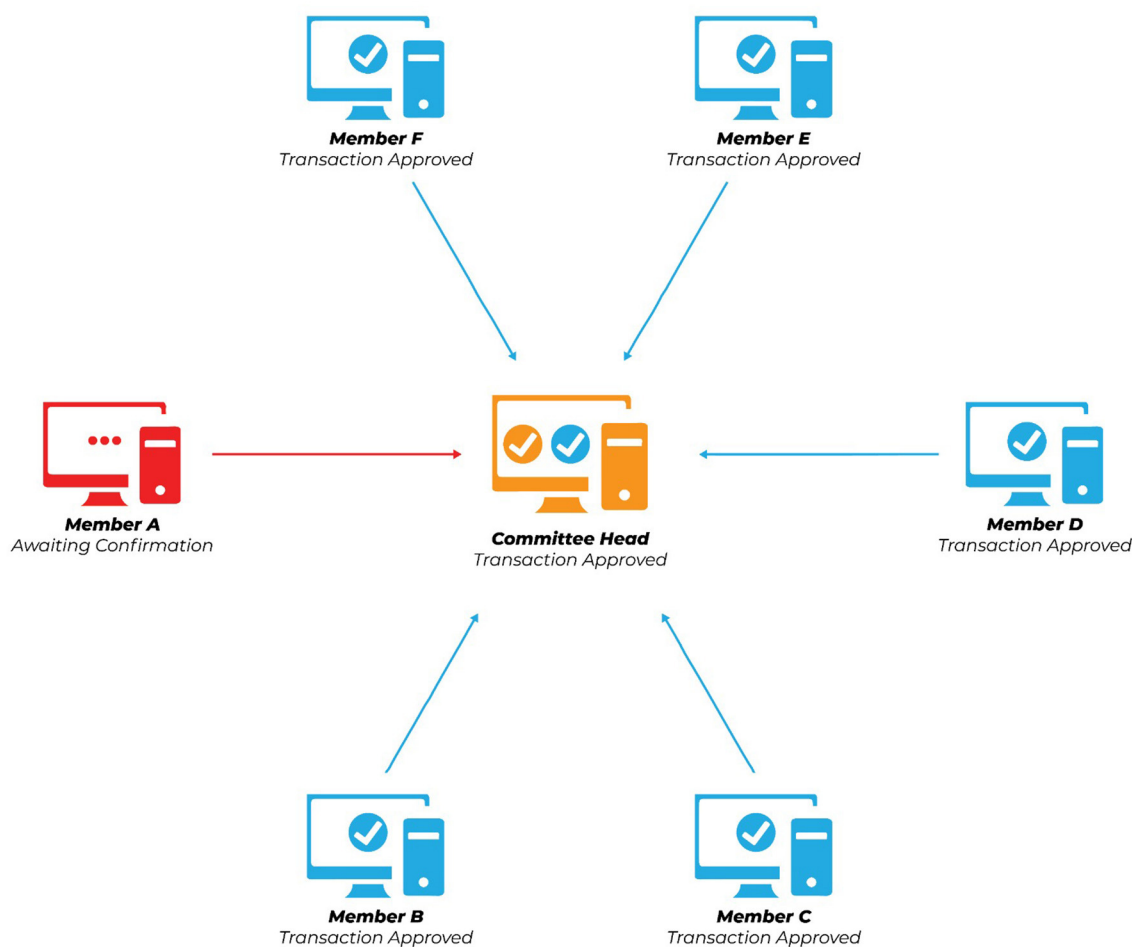 Member F
Transaction Approved
Member E
Transaction Approved
Member A
Awaiting Confirmation
Committee Head
Transaction Approved
Member D
Transaction Approved
Member B
Transaction Approved
Member C
Transaction Approved